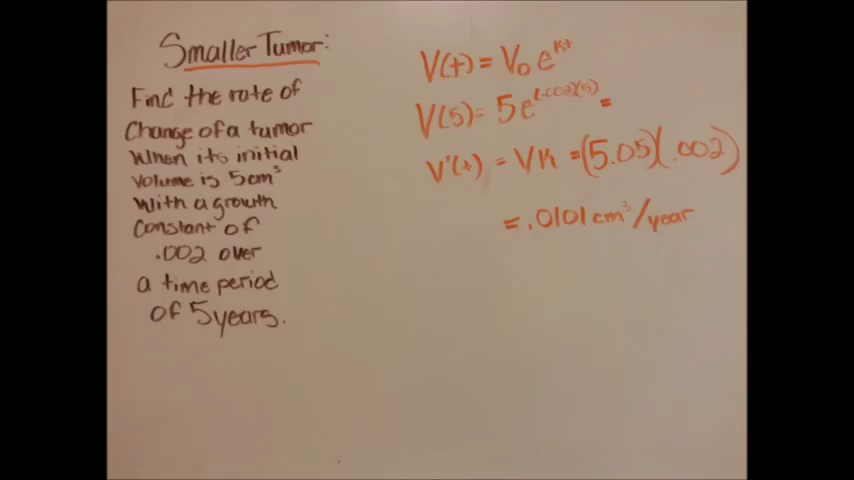 Smaller Tumor:
Find the rate of
Change of a tumor
When its initial
Volume is 5cm³
With a growth
Constant of
.002 over
a time period
of 5 years.
V(t) = V₀ e^(kt)
V(5) = 5e^((.002)(5)) =
V'(t) = VK = (5.05)(.002)
= .0101 cm³/year